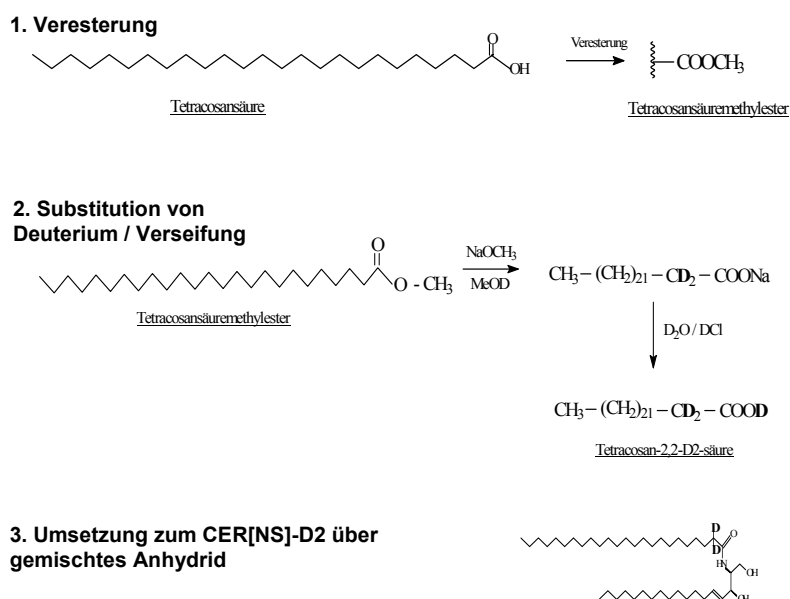 1. Veresterung
O
OH
Veresterung
COOCH₃
Tetracosansäure
Tetracosansäuremethylester
2. Substitution von
Deuterium / Verseifung
O
O - CH₃
NaOCH₃
MeOD
CH₃–(CH₂)₂₁–CD₂–COONa
Tetracosansäuremethylester
D₂O / DCl
CH₃–(CH₂)₂₁–CD₂–COOD
Tetracosan-2,2-D2-säure
3. Umsetzung zum CER[NS]-D2 über
gemischtes Anhydrid
D
O
D
HN
OH
OH